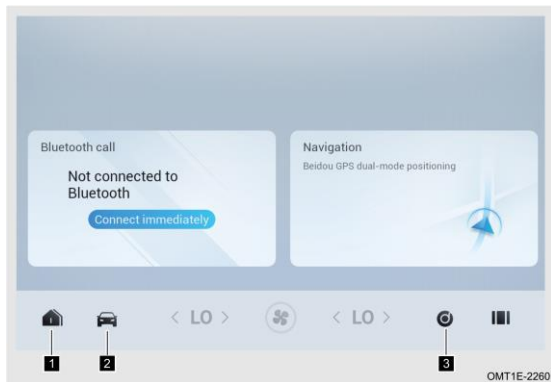 Bluetooth call
Not connected to
Bluetooth
Connect immediately
Navigation
Beidou GPS dual-mode positioning
< LO >
< LO >
1
2
3
OMT1E-2260